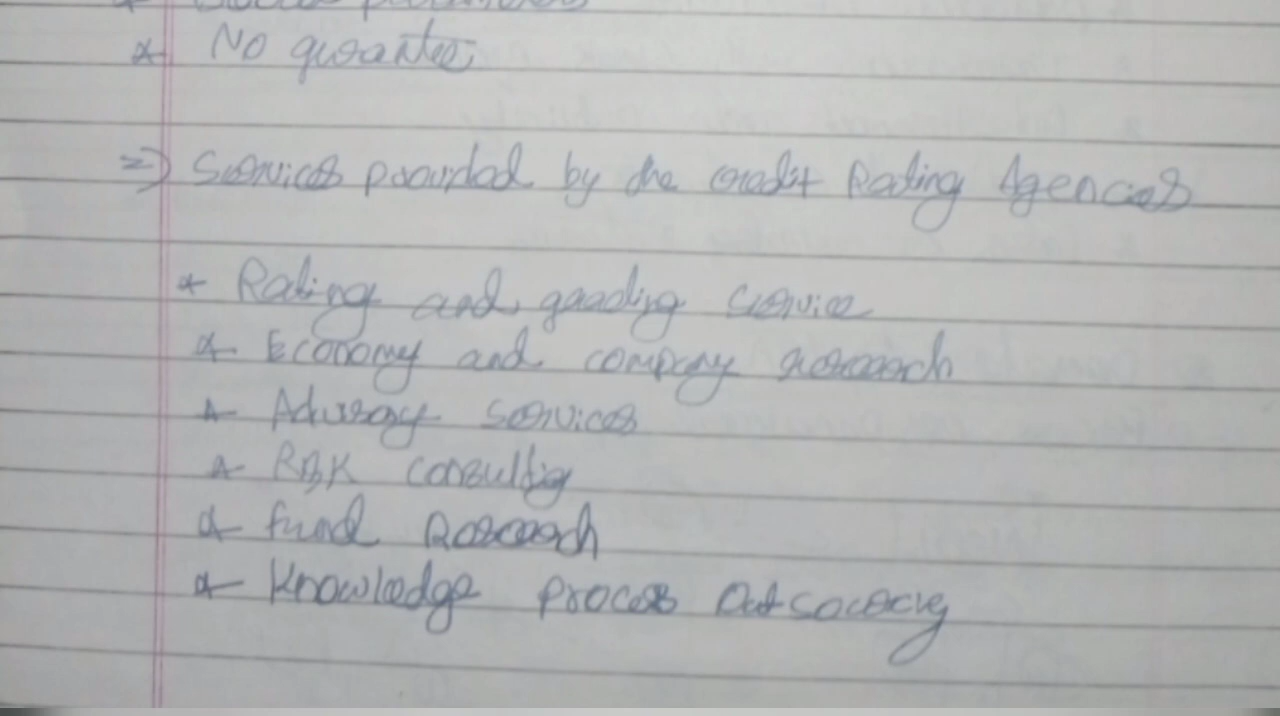 * No guarantee
=> Services provided by the credit Rating Agencies
* Rating and grading service
* Economy and company research
* Advisory services
* Risk consulting
* Fund Research
* Knowledge process outsourcing